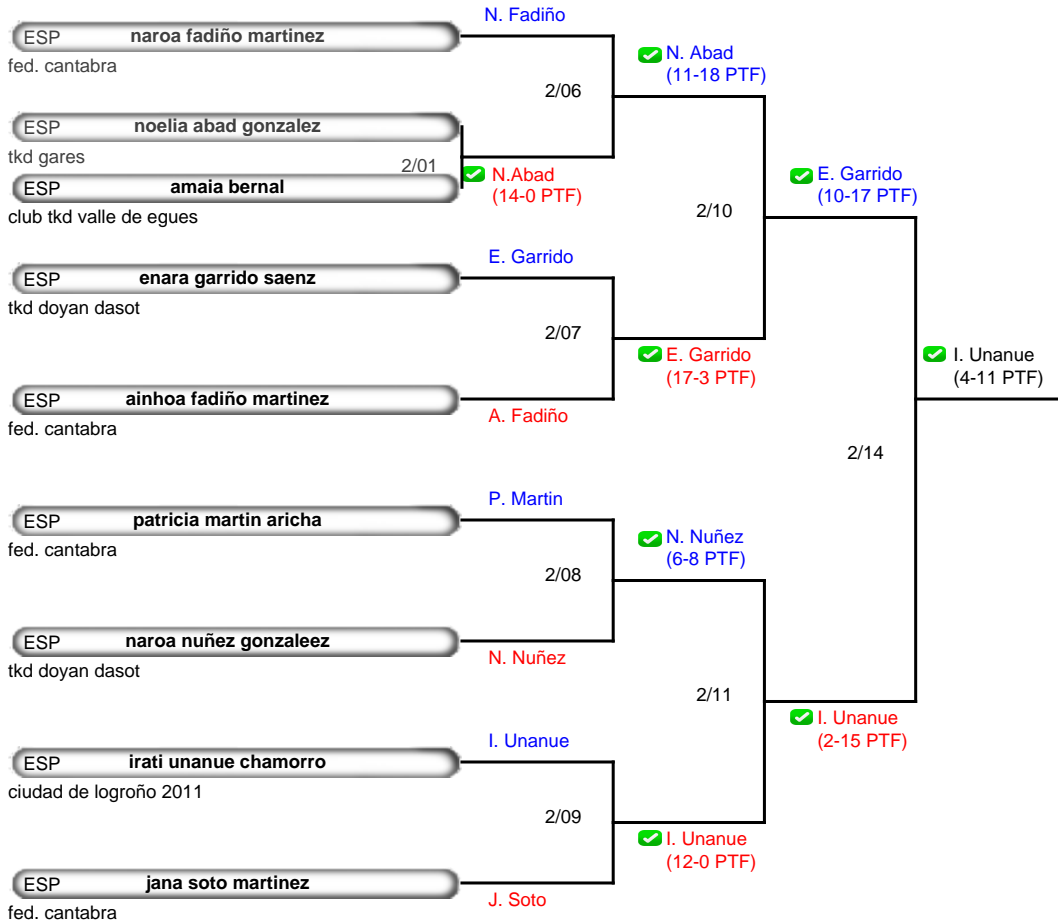 N. Fadiño
ESP naroa fadiño martinez
fed. cantabra
N. Abad
(11-18 PTF)
2/06
ESP noelia abad gonzalez
tkd gares
2/01
N.Abad
(14-0 PTF)
ESP amaia bernal
club tkd valle de egues
E. Garrido
(10-17 PTF)
2/10
E. Garrido
ESP enara garrido saenz
tkd doyan dasot
2/07
E. Garrido
(17-3 PTF)
ESP ainhoa fadiño martinez
fed. cantabra
A. Fadiño
I. Unanue
(4-11 PTF)
2/14
P. Martin
ESP patricia martin aricha
fed. cantabra
N. Nuñez
(6-8 PTF)
2/08
ESP naroa nuñez gonzaleez
tkd doyan dasot
N. Nuñez
2/11
I. Unanue
(2-15 PTF)
I. Unanue
ESP irati unanue chamorro
ciudad de logroño 2011
2/09
I. Unanue
(12-0 PTF)
ESP jana soto martinez
fed. cantabra
J. Soto